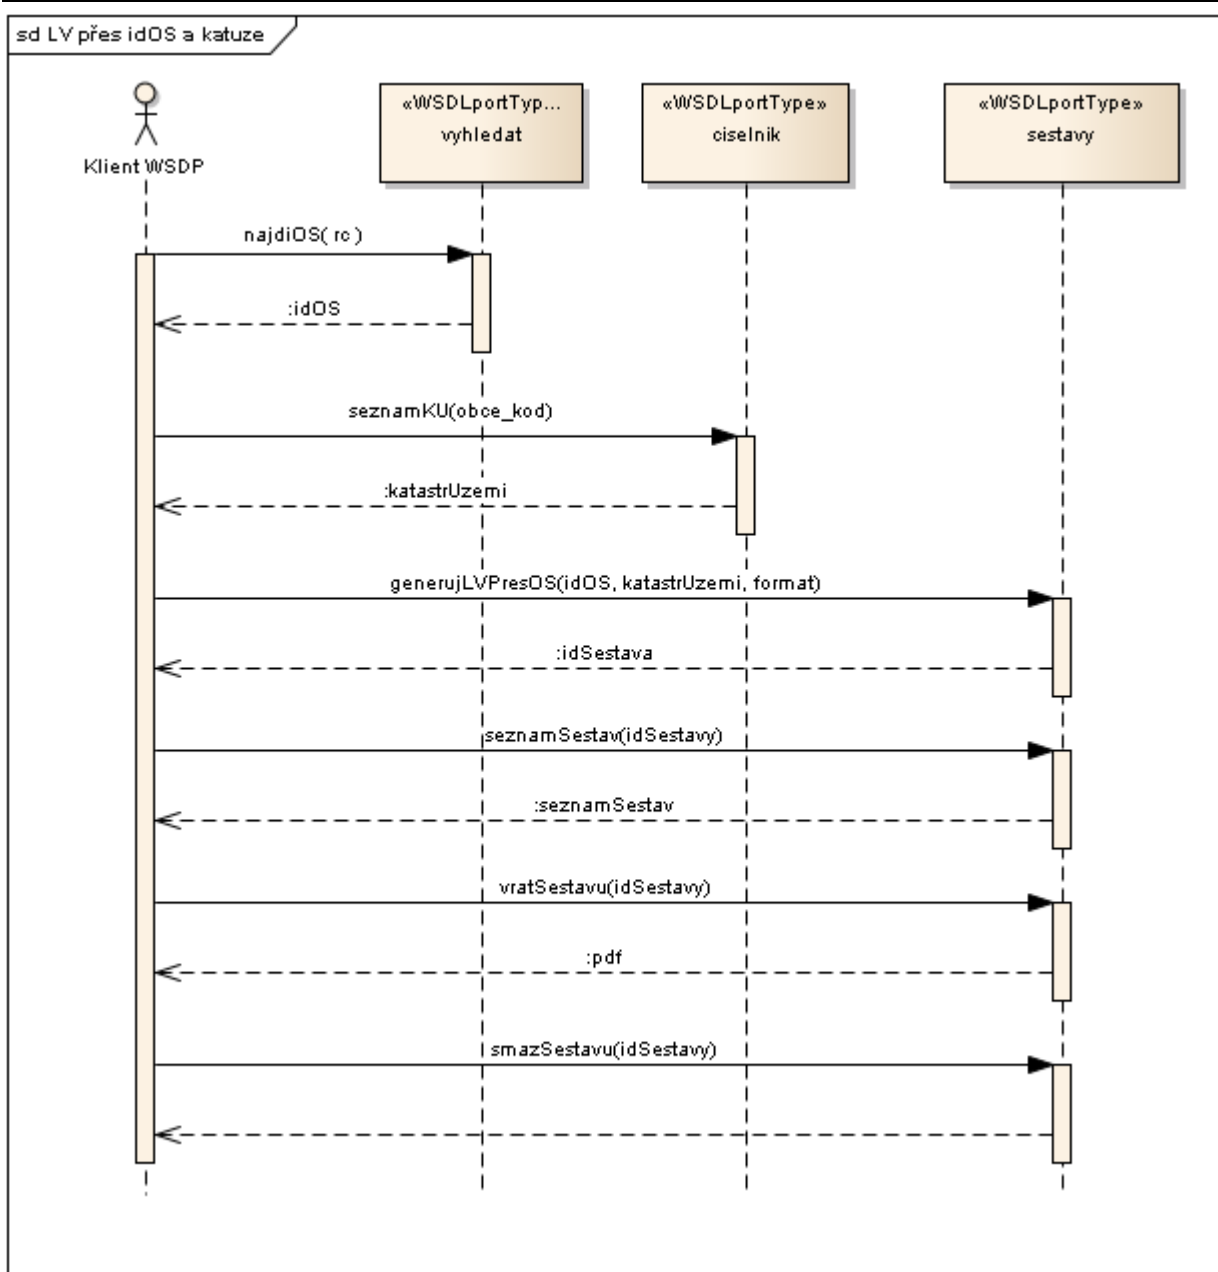 sd LV přes idOS a katuze
«WSDLportTyp...
vyhledat
«WSDLportType»
ciselnik
«WSDLportType»
sestavy
Klient WSDP
najdiOS( rc )
:idOS
seznamKU(obce_kod)
:katastrUzemi
generujLVPresOS(idOS, katastrUzemi, format)
:idSestava
seznamSestav(idSestavy)
:seznamSestav
vratSestavu(idSestavy)
:pdf
smazSestavu(idSestavy)